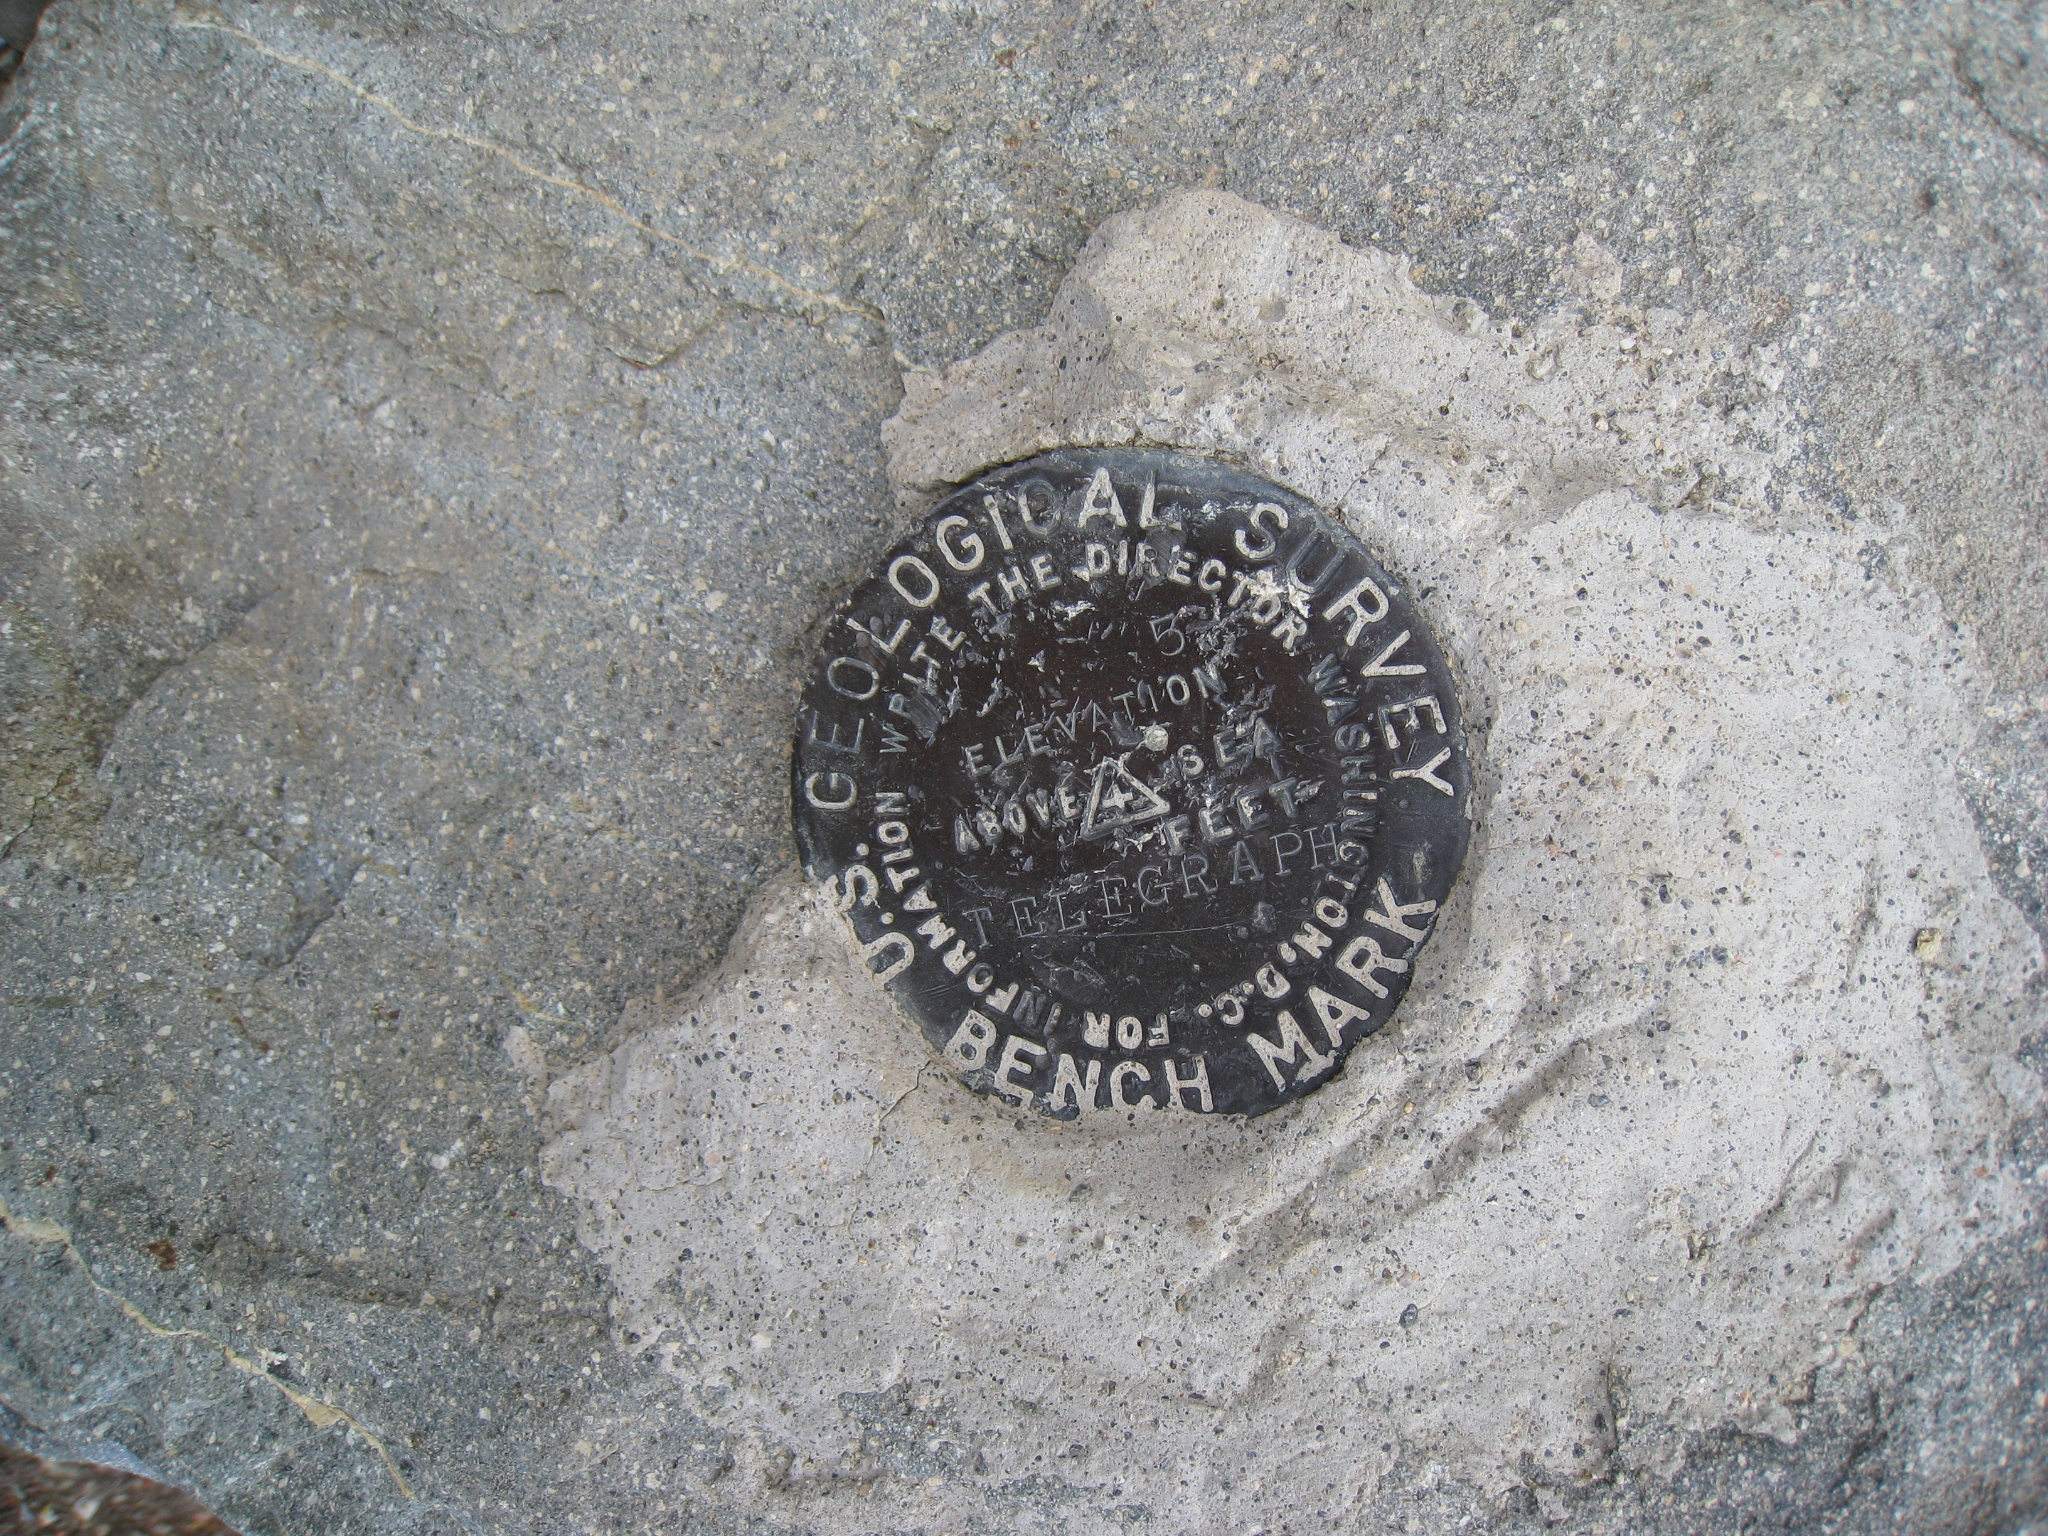 U.S. GEOLOGICAL SURVEY
BENCH MARK
WRITE THE DIRECTOR WASHINGTON, D.C. FOR INFORMATION
5
ELEVATION
ABOVE 4 SEA
FEET
TELEGRAPH